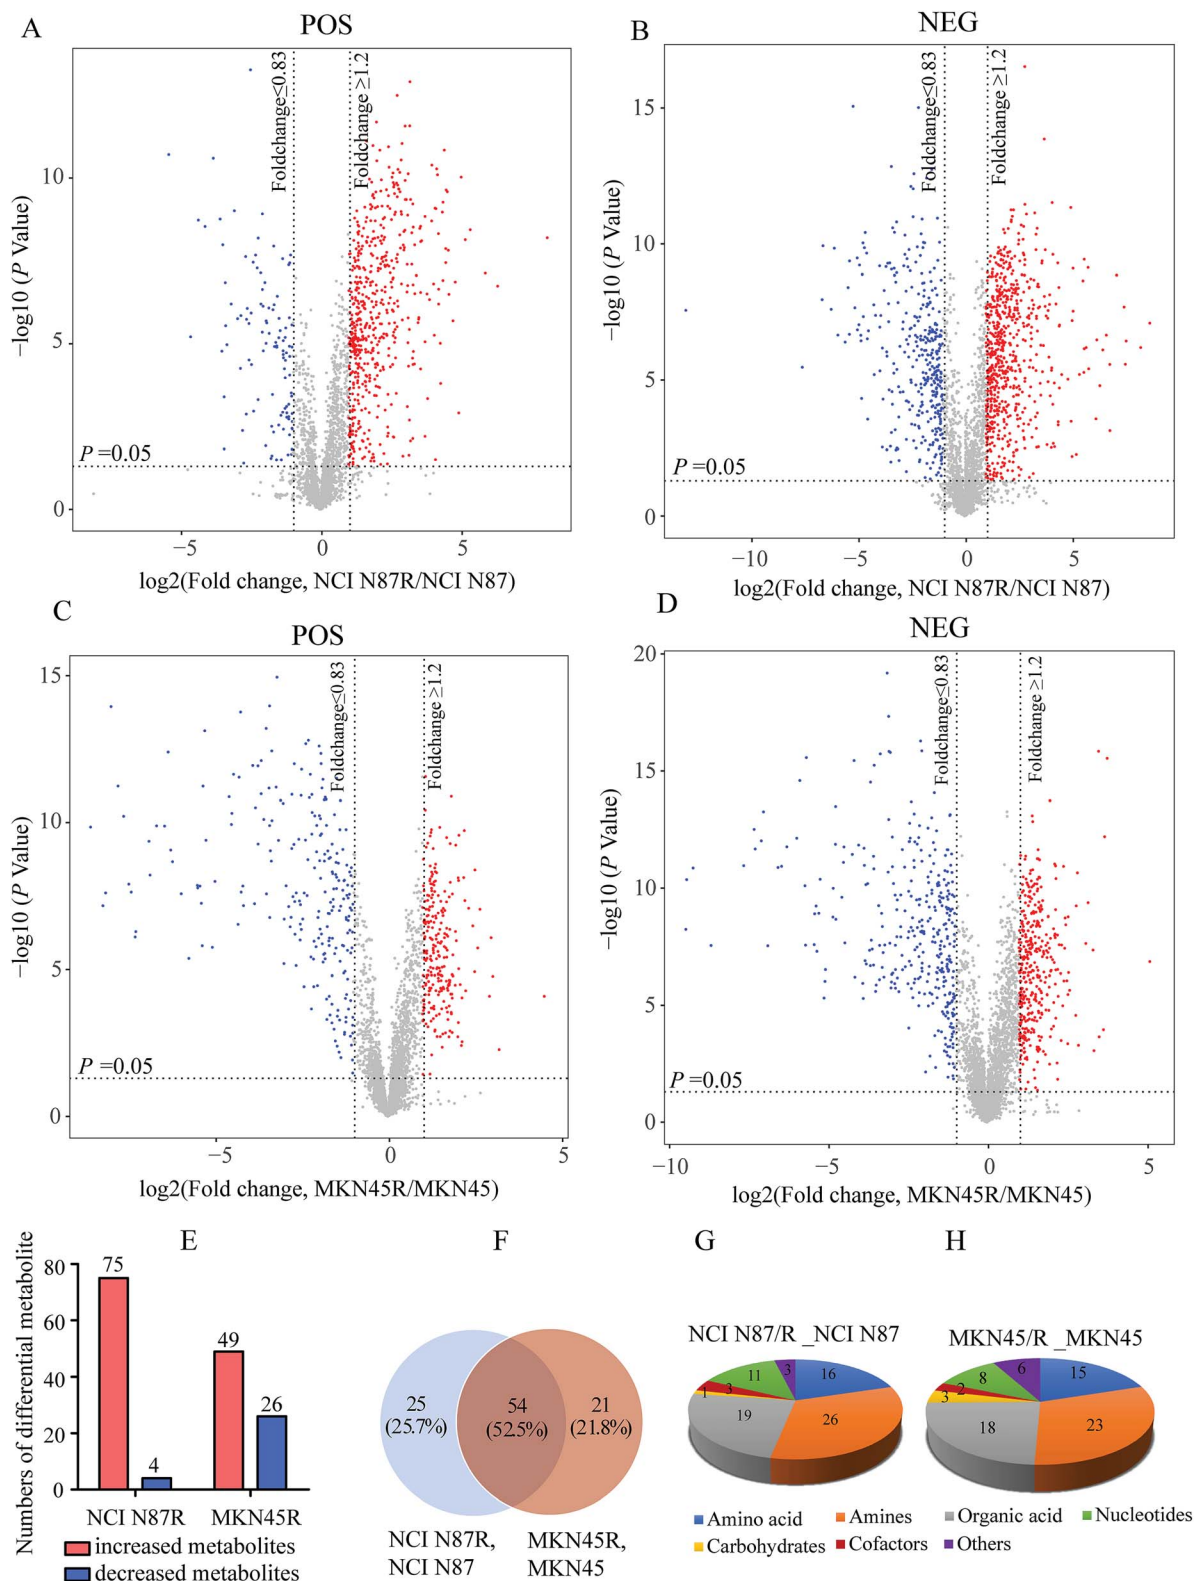 A
POS
Foldchange≤0.83
Foldchange ≥1.2
−log10 (P Value)
10
5
0
P =0.05
−5
0
5
log2(Fold change, NCI N87R/NCI N87)
B
NEG
Foldchange≤0.83
Foldchange ≥1.2
−log10 (P Value)
15
10
5
0
P =0.05
−10
−5
0
5
log2(Fold change, NCI N87R/NCI N87)
C
POS
Foldchange≤0.83
Foldchange ≥1.2
−log10 (P Value)
15
10
5
0
P =0.05
−5
0
5
log2(Fold change, MKN45R/MKN45)
D
NEG
Foldchange≤0.83
Foldchange ≥1.2
−log10 (P Value)
20
15
10
5
0
P =0.05
−10
−5
0
5
log2(Fold change, MKN45R/MKN45)
E
Numbers of differential metabolite
80
60
40
20
0
75
4
49
26
NCI N87R
MKN45R
increased metabolites
decreased metabolites
F
25
(25.7%)
54
(52.5%)
21
(21.8%)
NCI N87R,
NCI N87
MKN45R,
MKN45
G
NCI N87/R _NCI N87
16
26
19
1
3
11
3
H
MKN45/R _MKN45
15
23
18
3
2
8
6
Amino acid
Amines
Organic acid
Nucleotides
Carbohydrates
Cofactors
Others